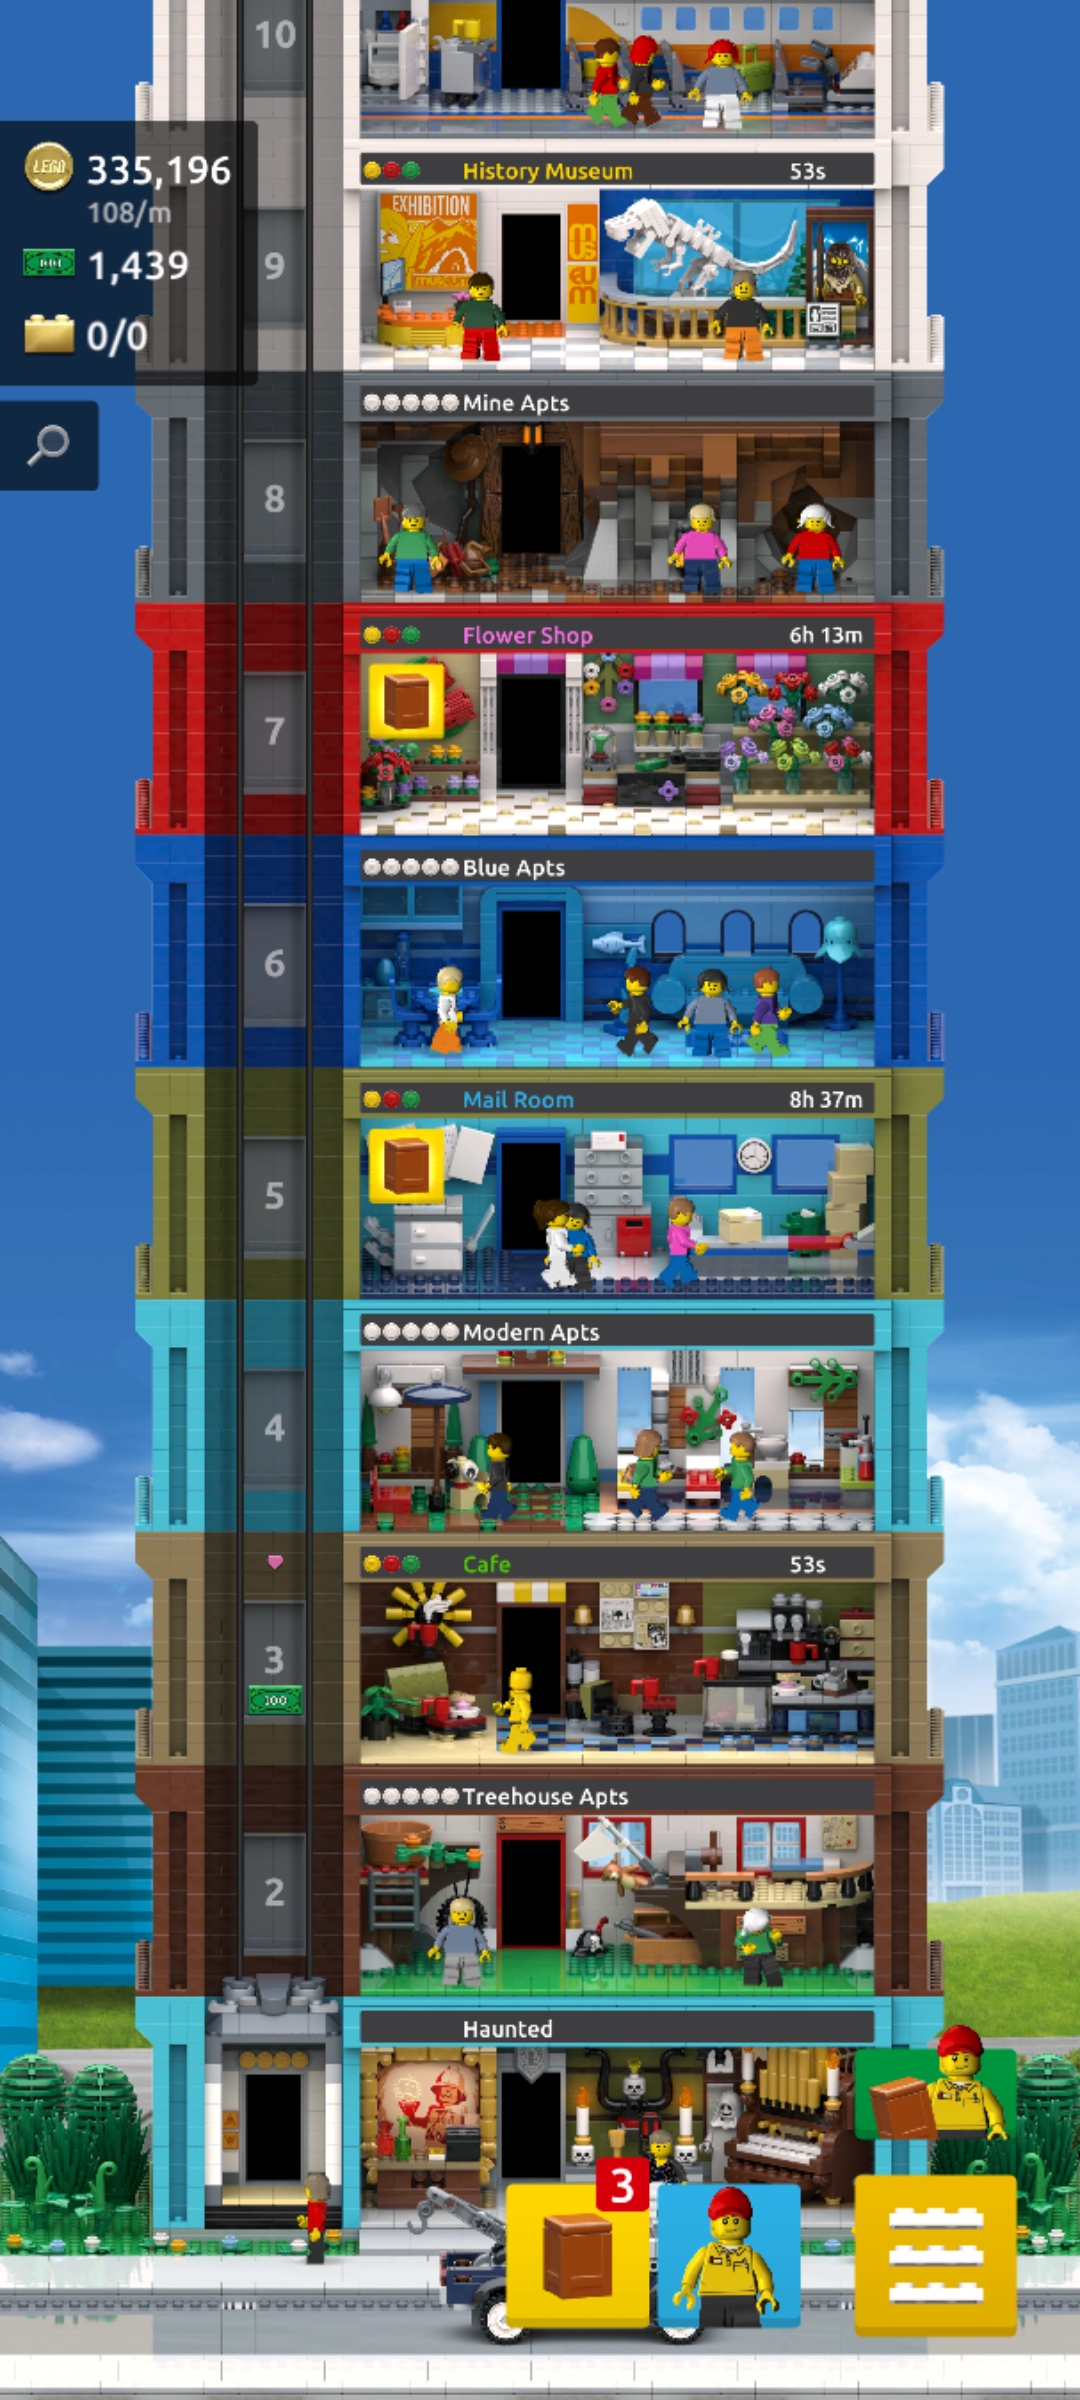 10
LEGO 335,196
108/m
1,439
0/0
History Museum 53s
EXHIBITION
museum
mus
eum
9
Mine Apts
8
Flower Shop 6h 13m
7
Blue Apts
6
Mail Room 8h 37m
5
Modern Apts
4
Cafe 53s
3
100
Treehouse Apts
2
Haunted
3